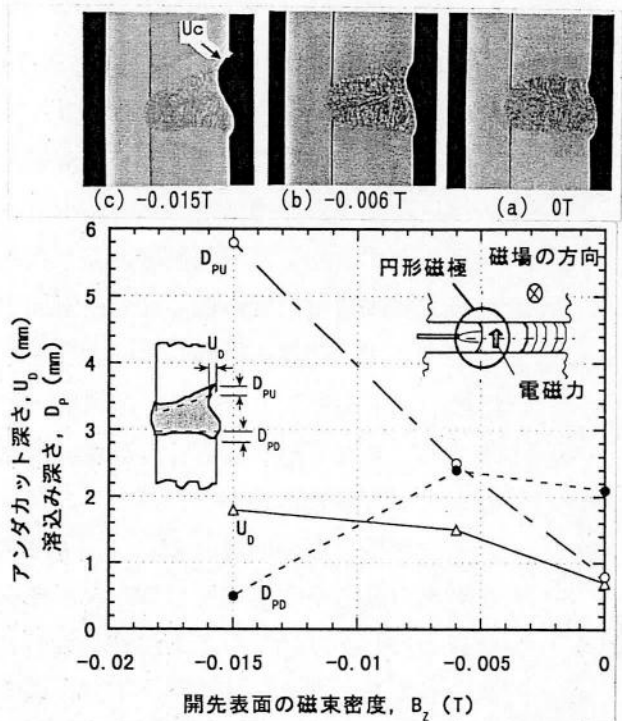 Uc
(c) -0.015T
(b) -0.006T
(a) 0T
アンダカット深さ, U_D (mm)
溶込み深さ, D_P (mm)
6
5
4
3
2
1
0
D_PU
円形磁極
磁場の方向
電磁力
U_D
D_PU
D_PD
U_D
D_PD
-0.02
-0.015
-0.01
-0.005
0
開先表面の磁束密度, B_Z (T)